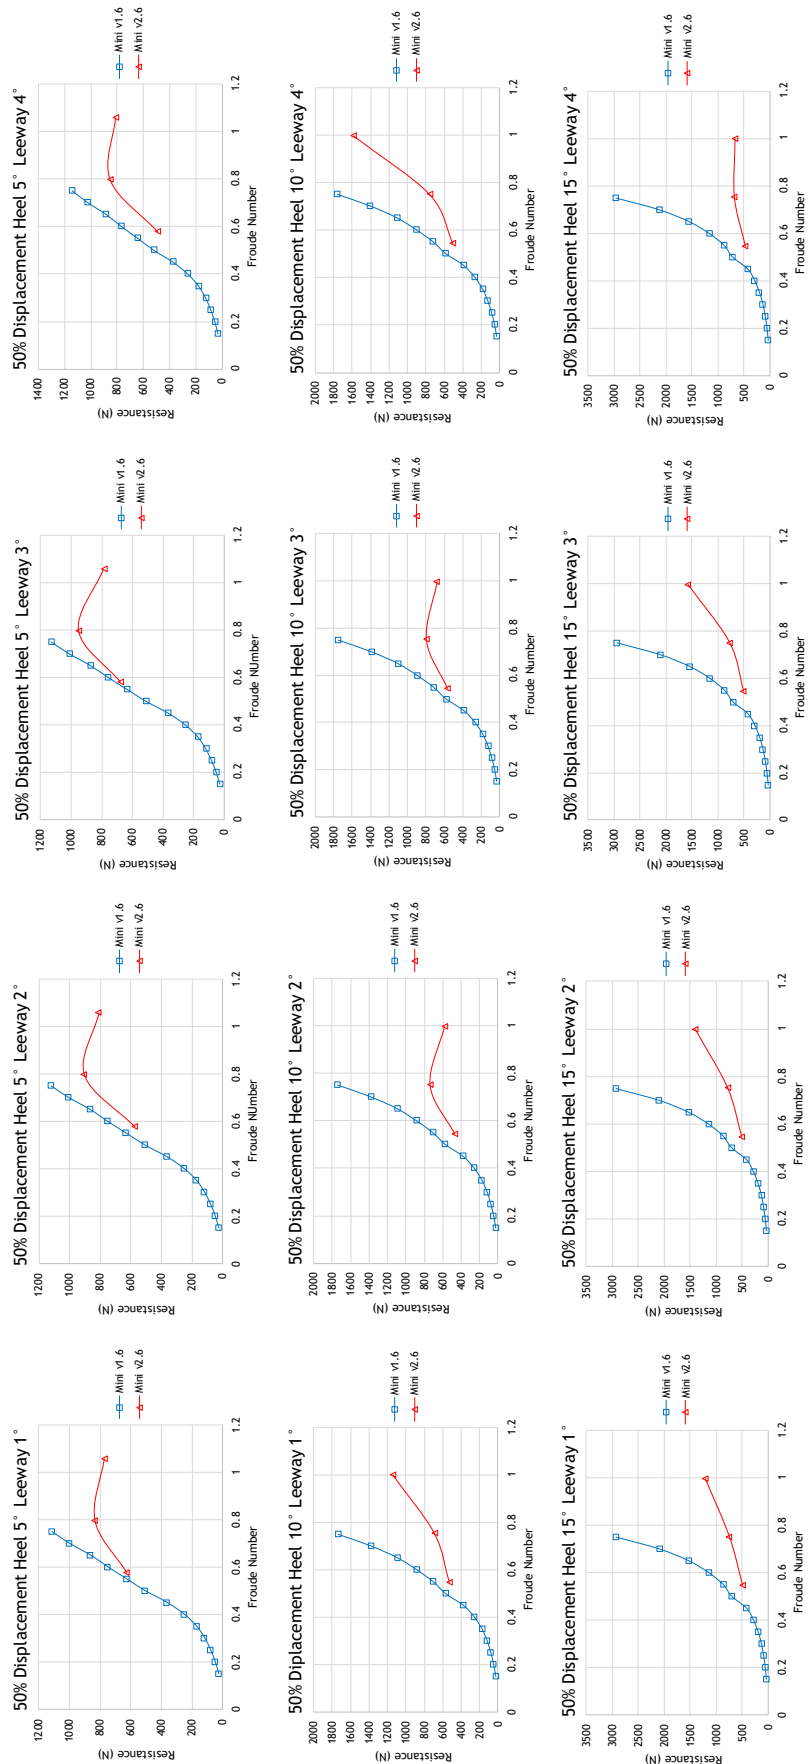 50% Displacement Heel 5° Leeway 1°
1200
1000
800
600
400
200
0
Resistance (N)
0 0.2 0.4 0.6 0.8 1 1.2
Froude Number
Mini v1.6
Mini v2.6
50% Displacement Heel 5° Leeway 2°
1200
1000
800
600
400
200
0
Resistance (N)
0 0.2 0.4 0.6 0.8 1 1.2
Froude NUmber
Mini v1.6
Mini v2.6
50% Displacement Heel 5° Leeway 3°
1200
1000
800
600
400
200
0
Resistance (N)
0 0.2 0.4 0.6 0.8 1 1.2
Froude NUmber
Mini v1.6
Mini v2.6
50% Displacement Heel 5° Leeway 4°
1400
1200
1000
800
600
400
200
0
Resistance (N)
0 0.2 0.4 0.6 0.8 1 1.2
Froude Number
Mini v1.6
Mini v2.6
50% Displacement Heel 10° Leeway 1°
2000
1800
1600
1400
1200
1000
800
600
400
200
0
Resistance (N)
0 0.2 0.4 0.6 0.8 1 1.2
Froude Number
Mini v1.6
Mini v2.6
50% Displacement Heel 10° Leeway 2°
2000
1800
1600
1400
1200
1000
800
600
400
200
0
Resistance (N)
0 0.2 0.4 0.6 0.8 1 1.2
Froude Number
Mini v1.6
Mini v2.6
50% Displacement Heel 10° Leeway 3°
2000
1800
1600
1400
1200
1000
800
600
400
200
0
Resistance (N)
0 0.2 0.4 0.6 0.8 1 1.2
Froude Number
Mini v1.6
Mini v2.6
50% Displacement Heel 10° Leeway 4°
2000
1800
1600
1400
1200
1000
800
600
400
200
0
Resistance (N)
0 0.2 0.4 0.6 0.8 1 1.2
Froude Number
Mini v1.6
Mini v2.6
50% Displacement Heel 15° Leeway 1°
3500
3000
2500
2000
1500
1000
500
0
Resistance (N)
0 0.2 0.4 0.6 0.8 1 1.2
Froude Number
Mini v1.6
Mini v2.6
50% Displacement Heel 15° Leeway 2°
3500
3000
2500
2000
1500
1000
500
0
Resistance (N)
0 0.2 0.4 0.6 0.8 1 1.2
Froude Number
Mini v1.6
Mini v2.6
50% Displacement Heel 15° Leeway 3°
3500
3000
2500
2000
1500
1000
500
0
Resistance (N)
0 0.2 0.4 0.6 0.8 1 1.2
Froude Number
Mini v1.6
Mini v2.6
50% Displacement Heel 15° Leeway 4°
3500
3000
2500
2000
1500
1000
500
0
Resistance (N)
0 0.2 0.4 0.6 0.8 1 1.2
Froude Number
Mini v1.6
Mini v2.6